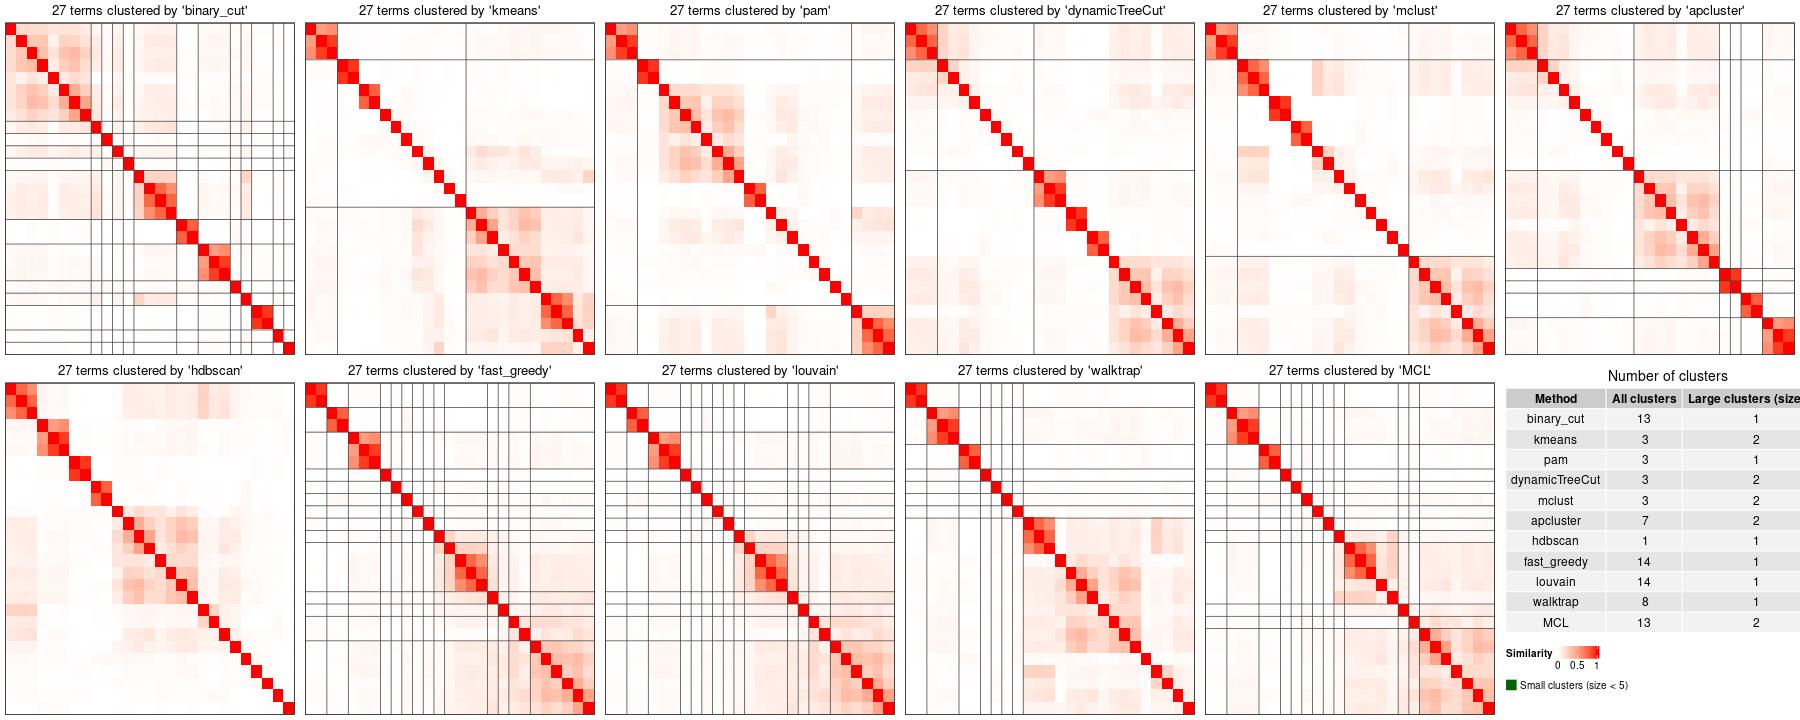 27 terms clustered by 'binary_cut'
27 terms clustered by 'kmeans'
27 terms clustered by 'pam'
27 terms clustered by 'dynamicTreeCut'
27 terms clustered by 'mclust'
27 terms clustered by 'apcluster'
27 terms clustered by 'hdbscan'
27 terms clustered by 'fast_greedy'
27 terms clustered by 'louvain'
27 terms clustered by 'walktrap'
27 terms clustered by 'MCL'
Number of clusters
Method All clusters Large clusters (size
binary_cut 13 1
kmeans 3 2
pam 3 1
dynamicTreeCut 3 2
mclust 3 2
apcluster 7 2
hdbscan 1 1
fast_greedy 14 1
louvain 14 1
walktrap 8 1
MCL 13 2
Similarity
0 0.5 1
Small clusters (size < 5)